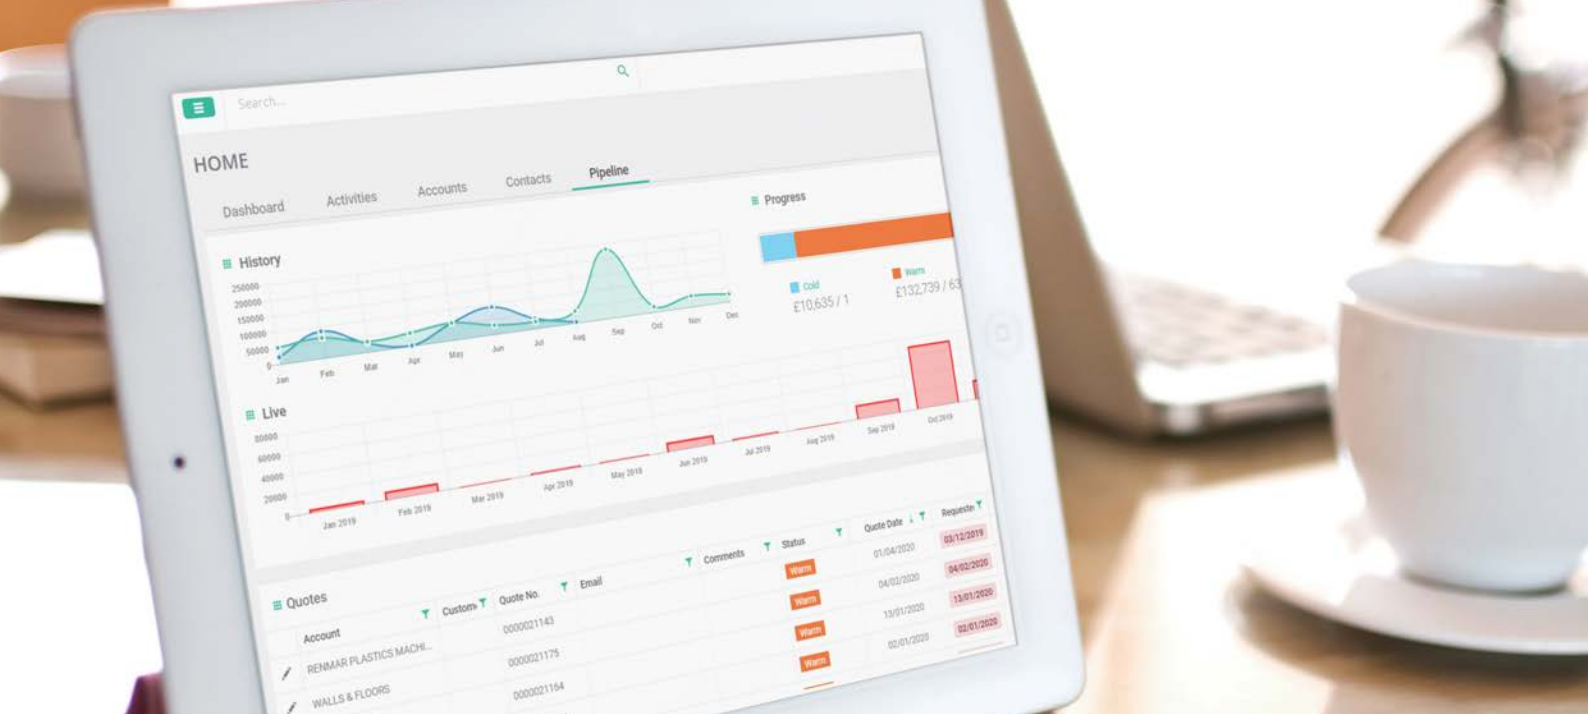 Search...
HOME
Dashboard Activities Accounts Contacts Pipeline
History
250000
200000
150000
100000
50000
0
Jan Feb Mar Apr May Jun Jul Aug Sep Oct Nov Dec
Progress
Cold Warm
£10,635 / 1 £132,739 / 63
Live
80000
60000
40000
20000
0
Jan 2019 Feb 2019 Mar 2019 Apr 2019 May 2019 Jun 2019 Jul 2019 Aug 2019 Sep 2019 Oct 2019
Quotes
Account Custom Quote No. Email Comments Status Quote Date Requeste
RENMAR PLASTICS MACHI... 0000021143 Warm 01/04/2020 03/12/2019
WALLS & FLOORS 0000021175 Warm 04/02/2020 04/02/2020
0000021164 Warm 13/01/2020 13/01/2020
Warm 02/01/2020 02/01/2020